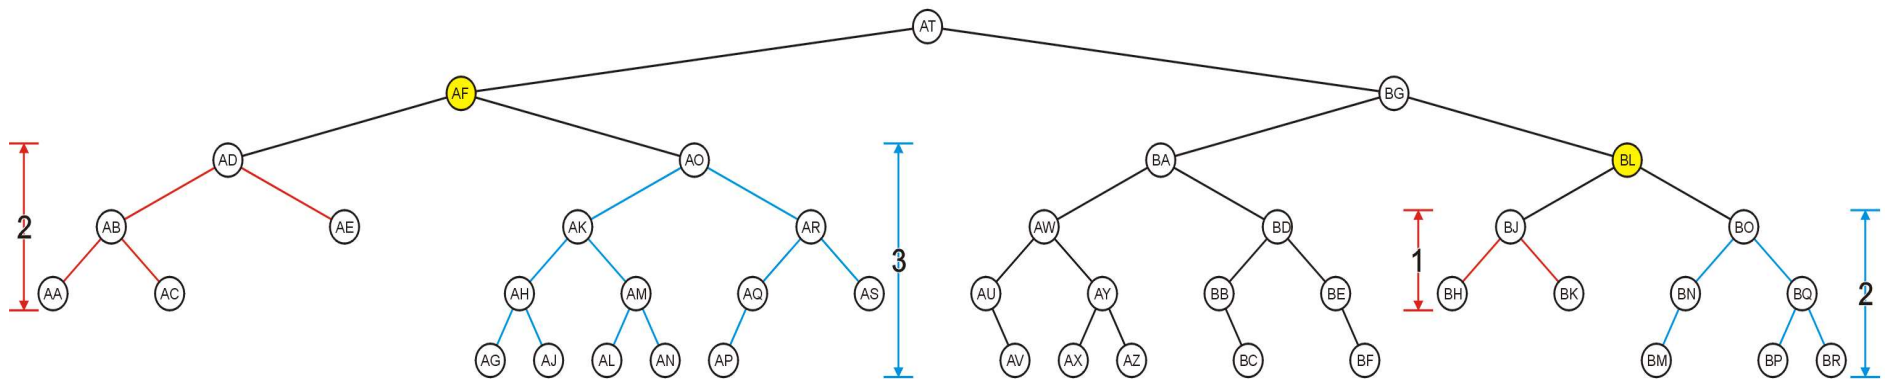 AT
AF BG
AD AO BA BL
2 AB AE AK AR AW BD BJ BO
3 1
AA AC AH AM AQ AS AU AY BB BE BH BK BN BQ 2
AG AJ AL AN AP AV AX AZ BC BF BM BP BR